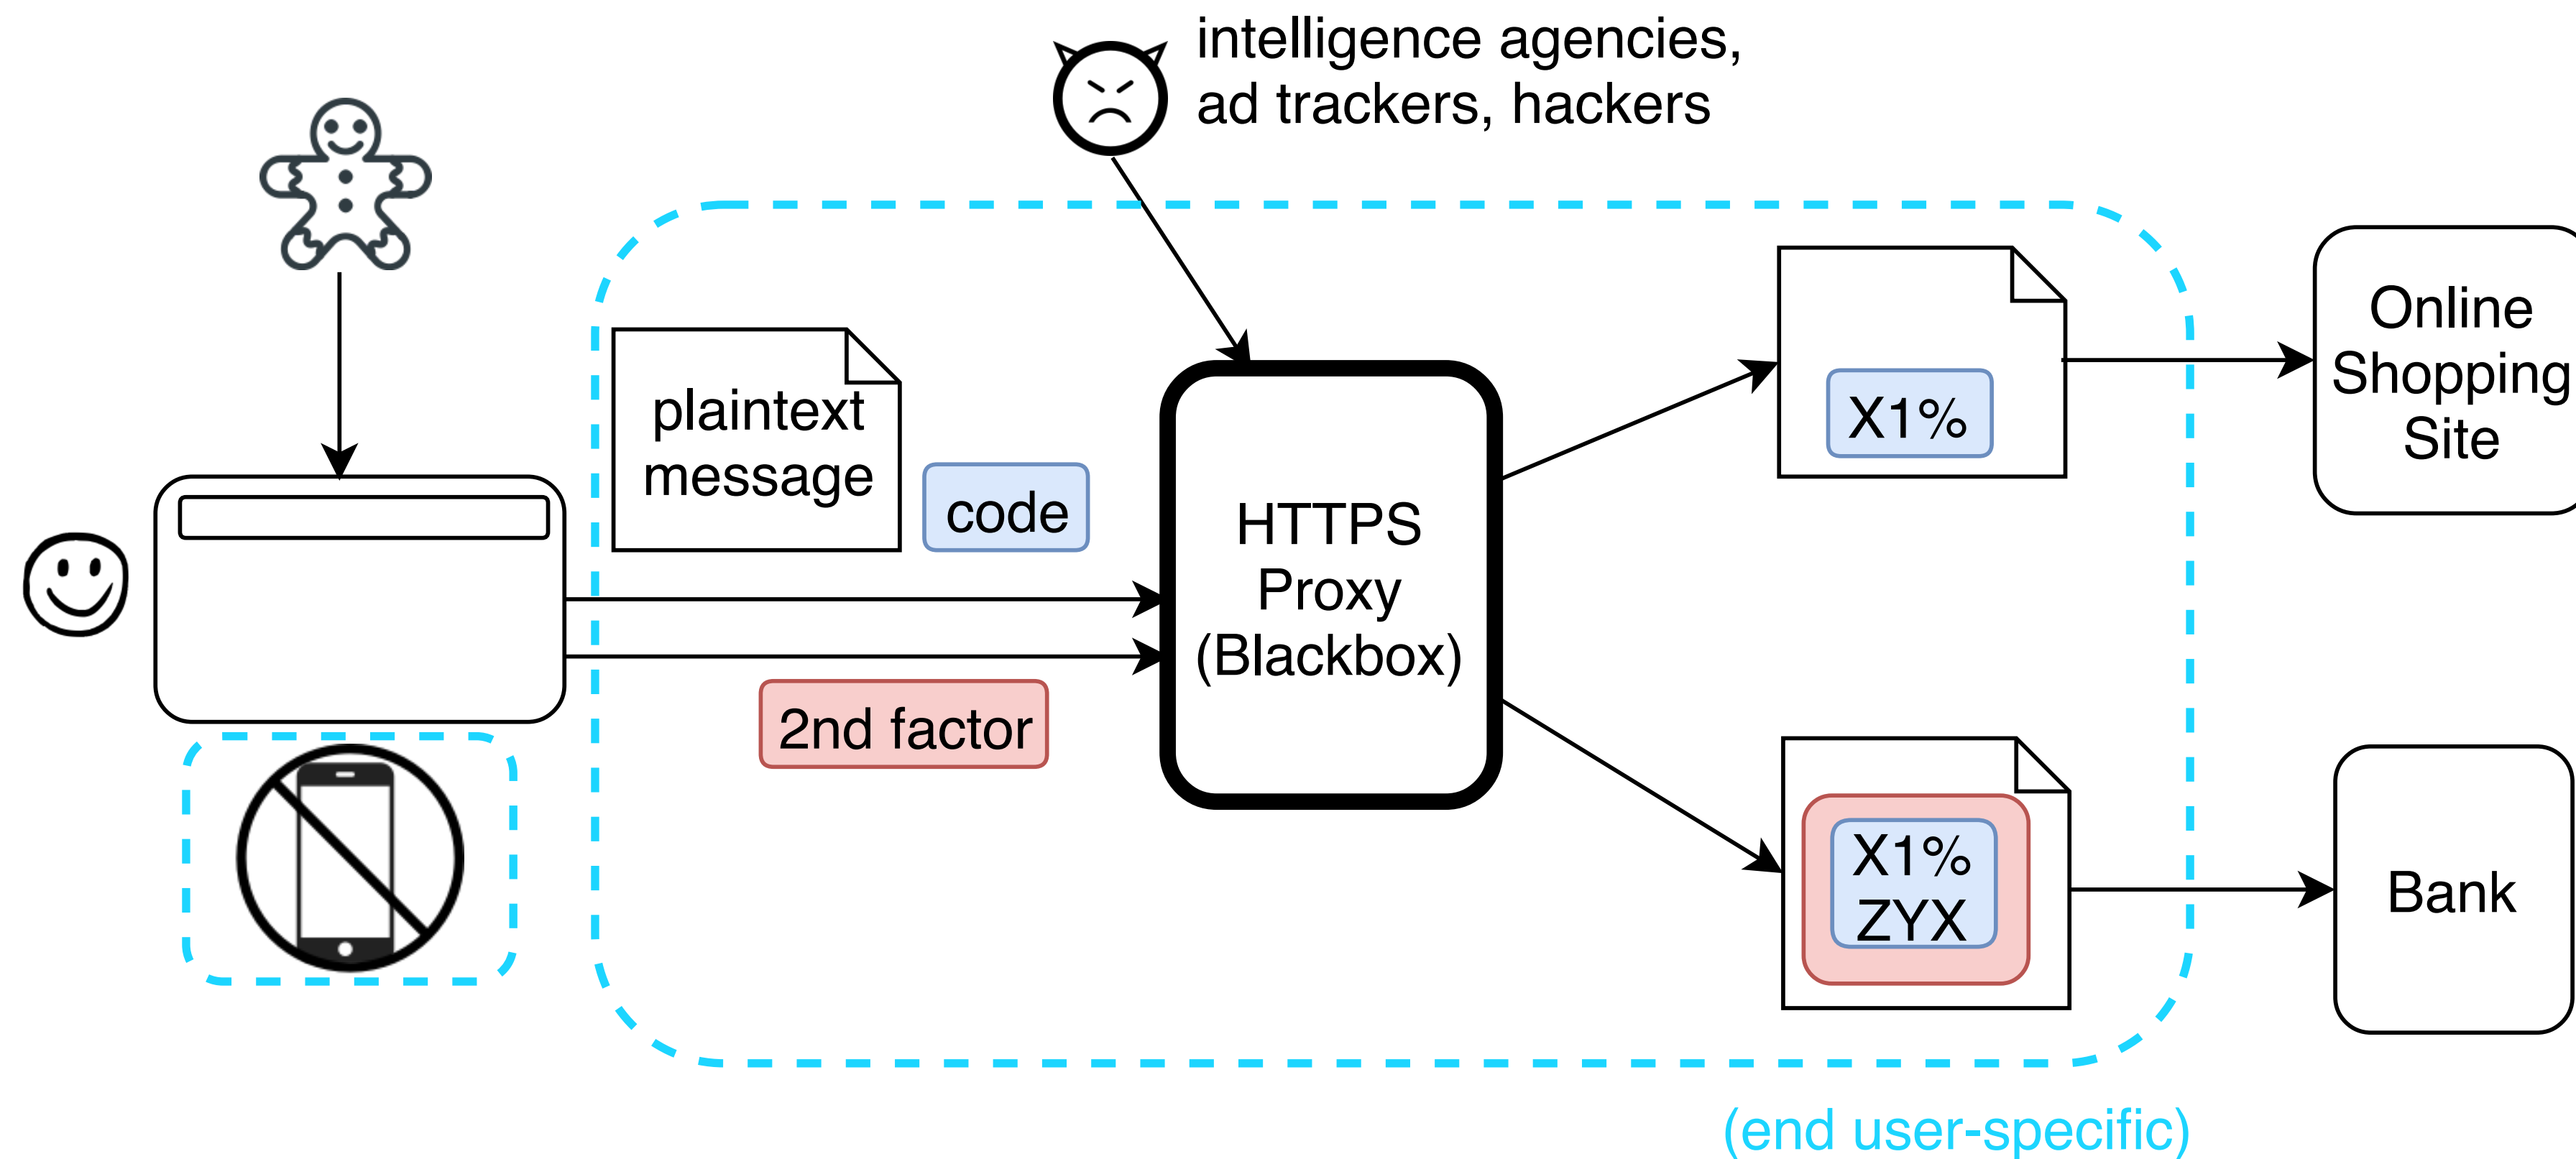 intelligence agencies,
ad trackers, hackers
plaintext
message
code
2nd factor
HTTPS
Proxy
(Blackbox)
X1%
Online
Shopping
Site
X1%
ZYX
Bank
(end user-specific)